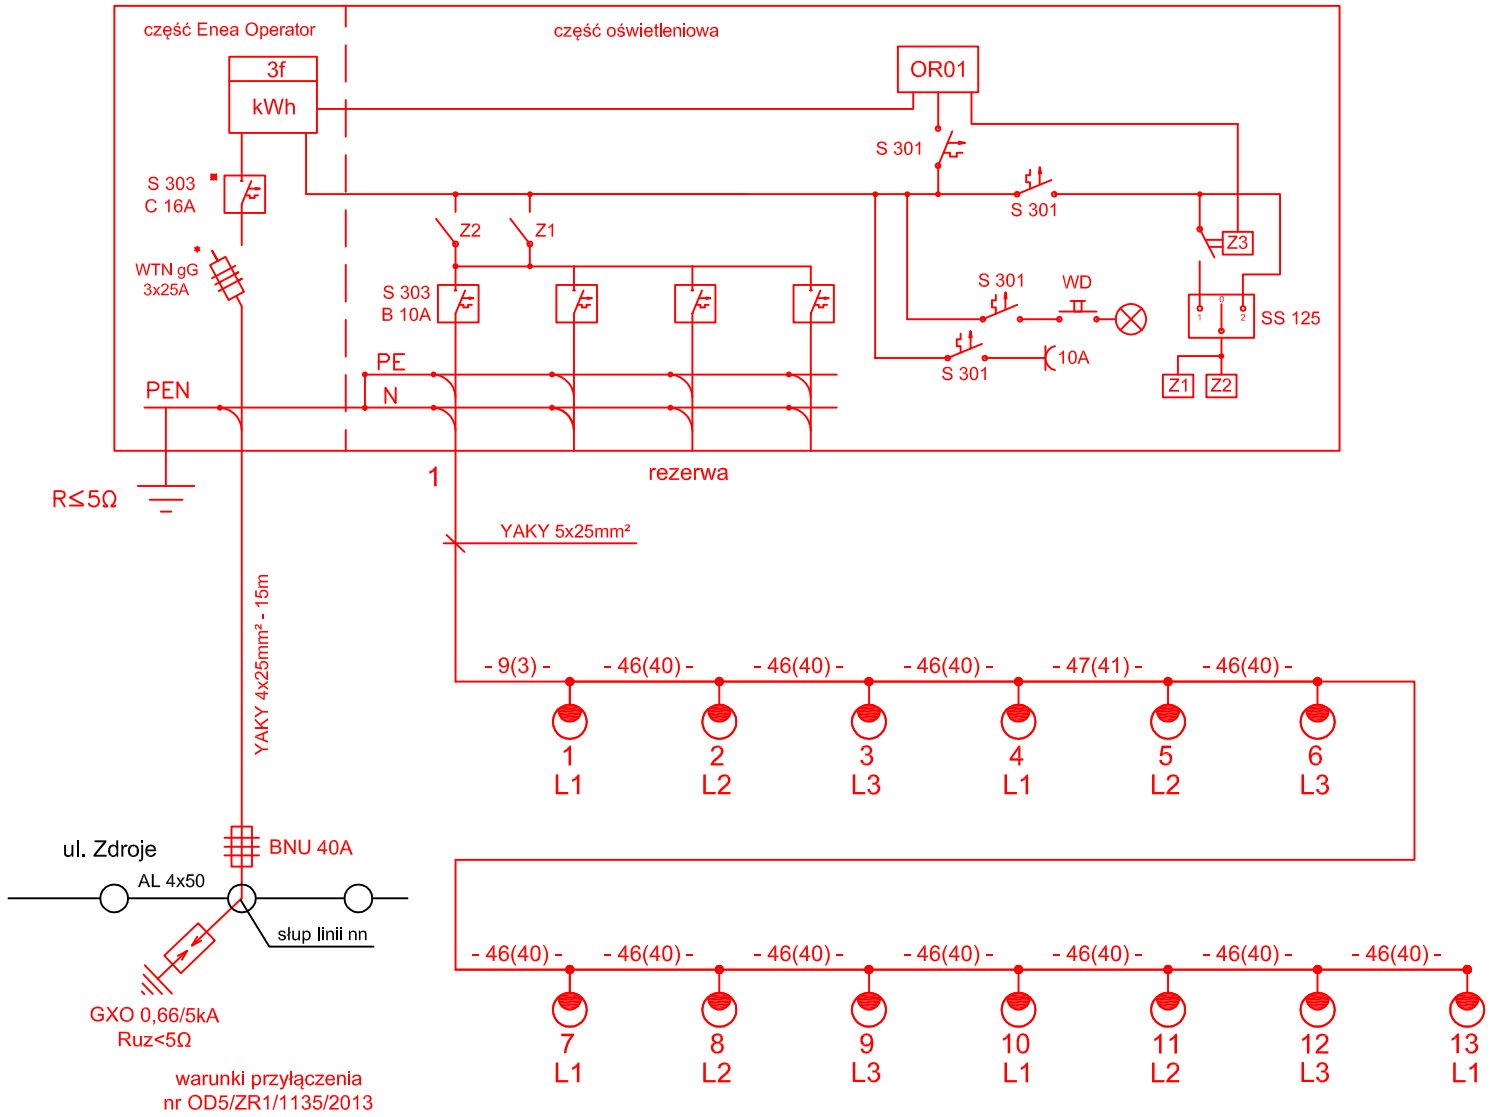 część Enea Operator
część oświetleniowa
3f
kWh
OR01
S 301
S 303
C 16A
S 301
Z2
Z1
Z3
WTN gG
3x25A
S 303
B 10A
S 301
WD
0
1
2
SS 125
S 301
10A
Z1
Z2
PE
PEN
N
1
rezerwa
R≤5Ω
YAKY 5x25mm²
YAKY 4x25mm² - 15m
- 9(3) -
- 46(40) -
- 46(40) -
- 46(40) -
- 47(41) -
- 46(40) -
1
2
3
4
5
6
L1
L2
L3
L1
L2
L3
BNU 40A
ul. Zdroje
AL 4x50
słup linii nn
- 46(40) -
- 46(40) -
- 46(40) -
- 46(40) -
- 46(40) -
- 46(40) -
- 46(40) -
7
8
9
10
11
12
13
L1
L2
L3
L1
L2
L3
L1
GXO 0,66/5kA
Ruz<5Ω
warunki przyłączenia
nr OD5/ZR1/1135/2013